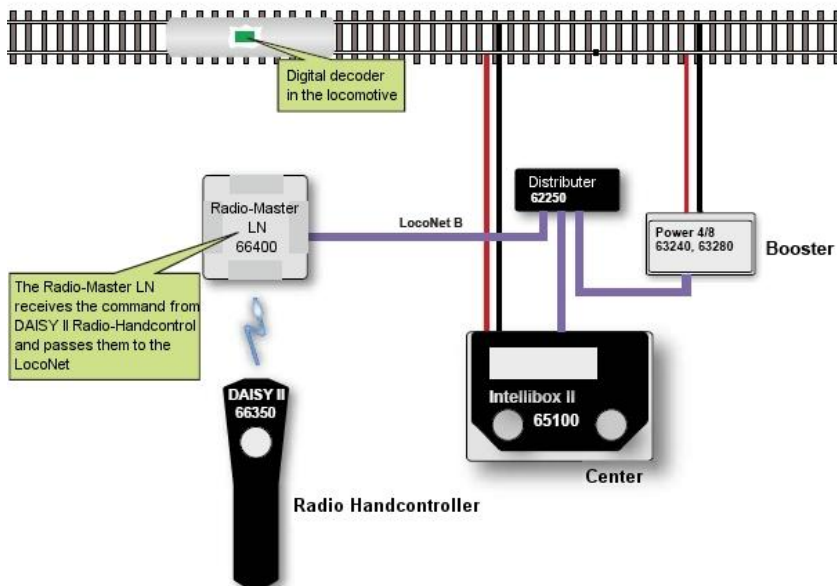 Digital decoder
in the locomotive
Radio-Master
LN
66400
LocoNet B
Distributer
62250
Power 4/8
63240, 63280
Booster
The Radio-Master LN
receives the command from
DAISY II Radio-Handcontrol
and passes them to the
LocoNet
DAISY II
66350
Intellibox II
65100
Center
Radio Handcontroller